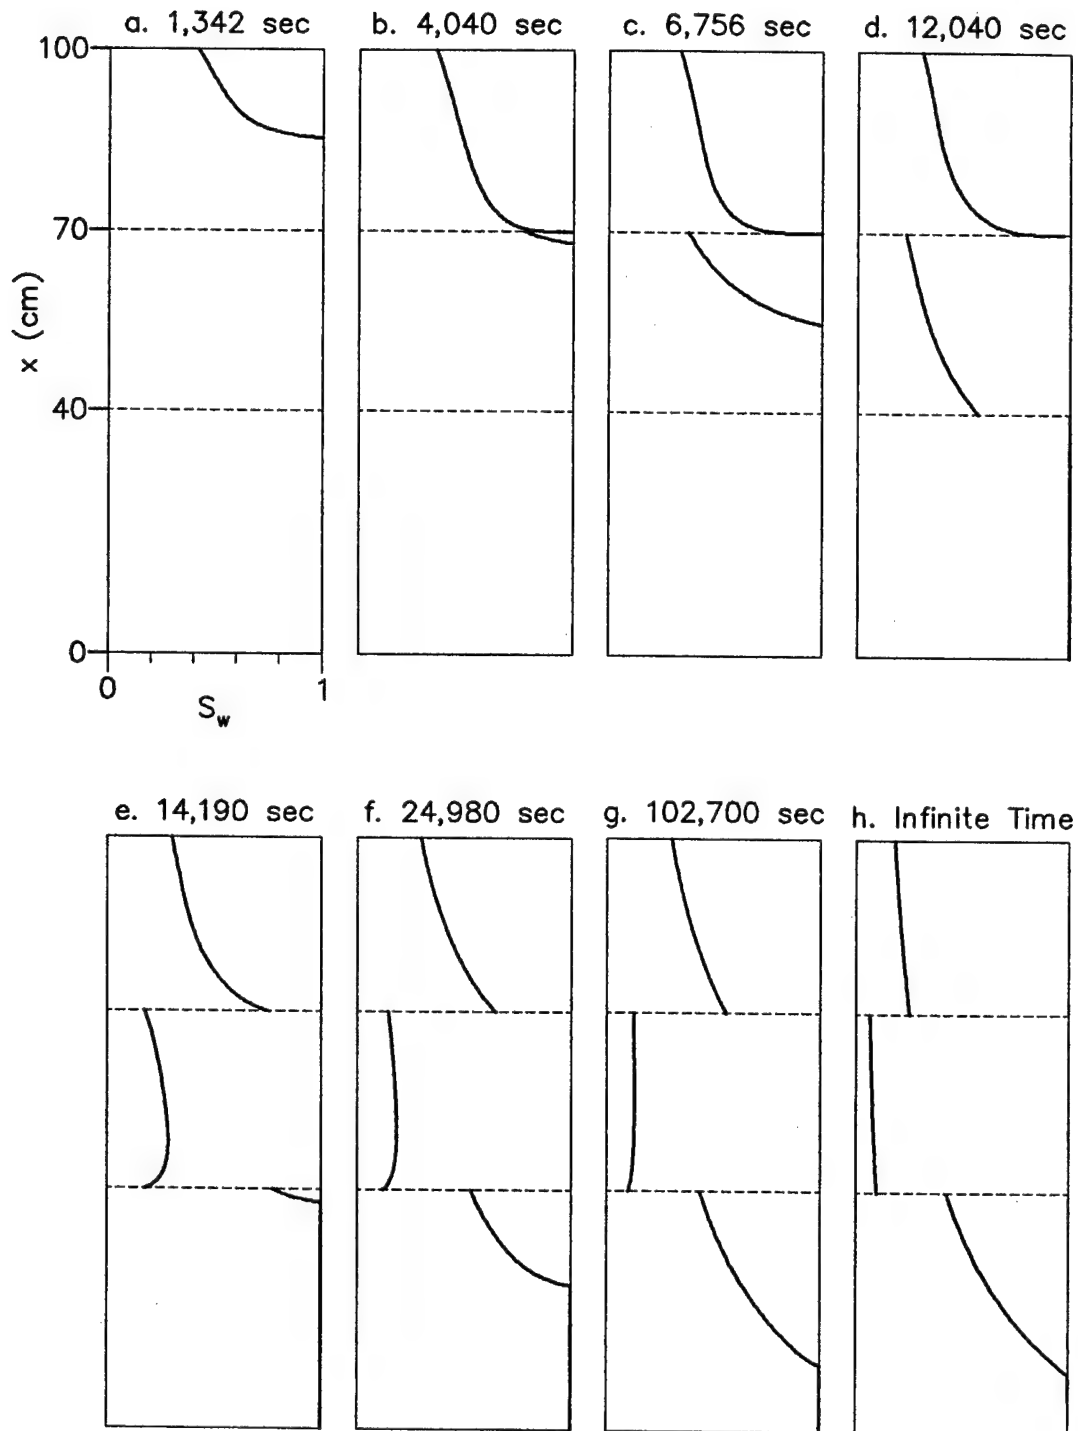 a. 1,342 sec
b. 4,040 sec
c. 6,756 sec
d. 12,040 sec
100
70
x (cm)
40
0
0
1
S_w
e. 14,190 sec
f. 24,980 sec
g. 102,700 sec
h. Infinite Time